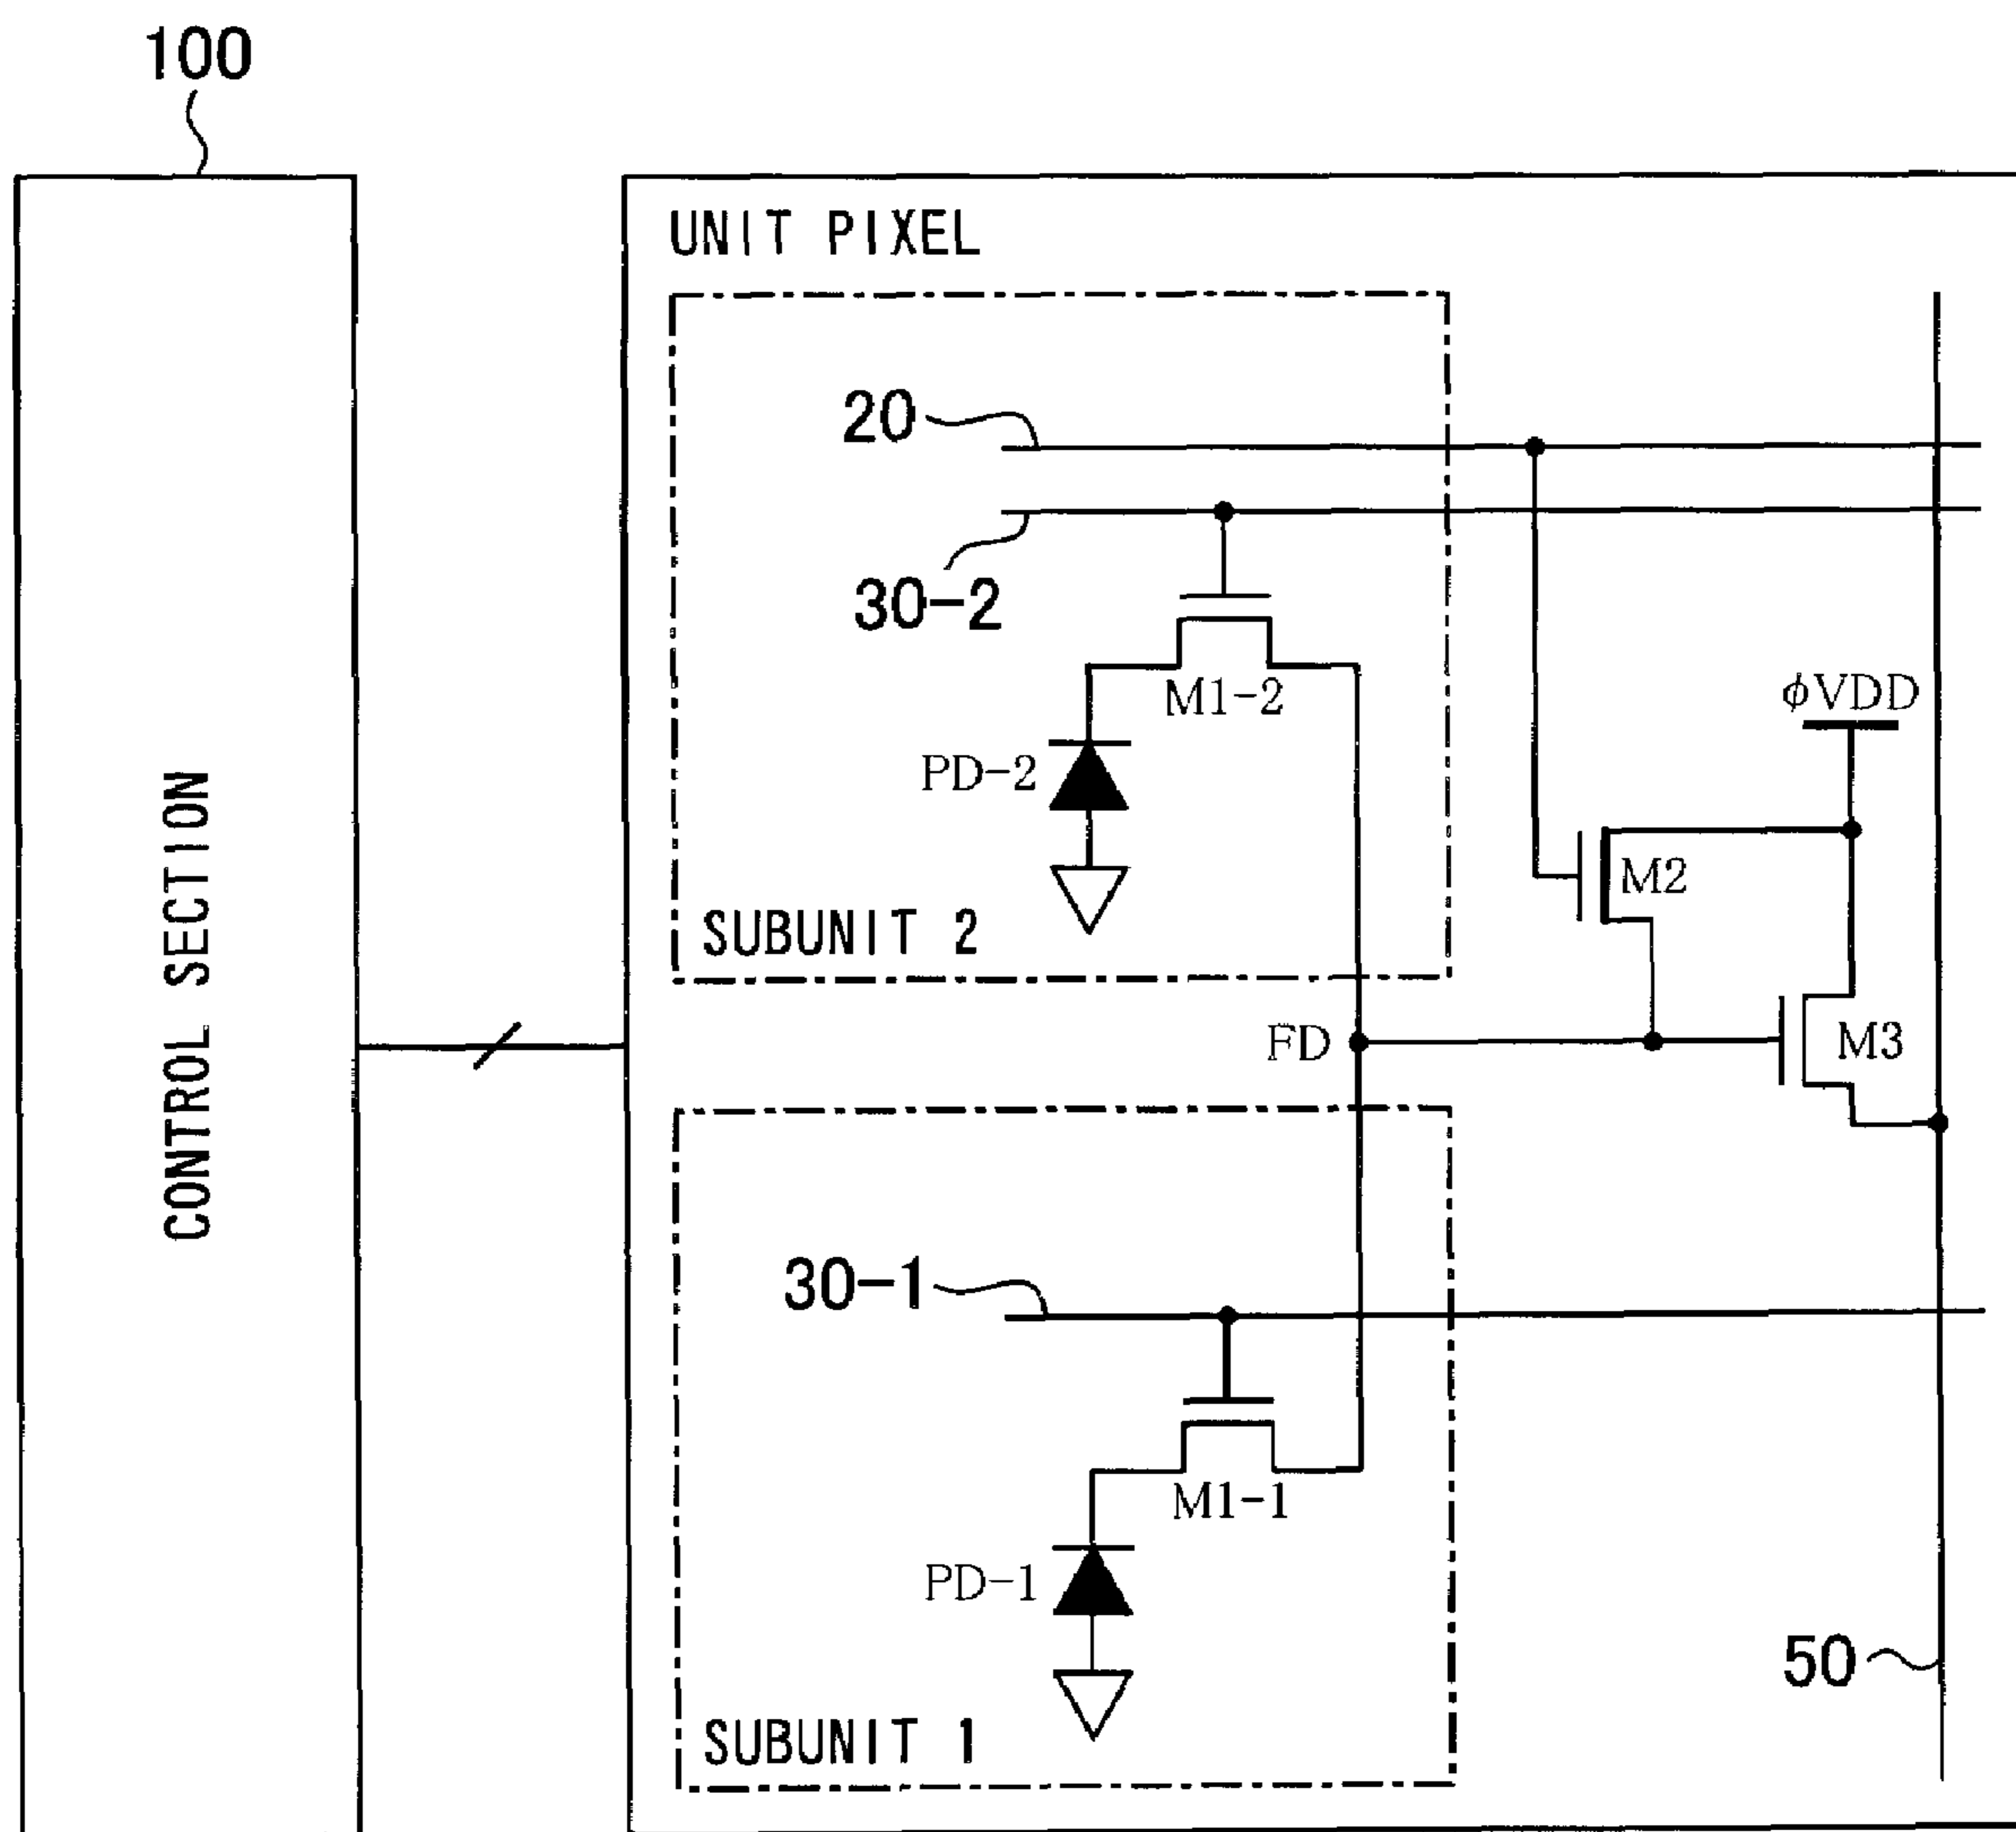 100
CONTROL SECTION
UNIT PIXEL
20
30-2
M1-2
PD-2
SUBUNIT 2
φVDD
M2
FD
M3
30-1
M1-1
PD-1
SUBUNIT 1
50